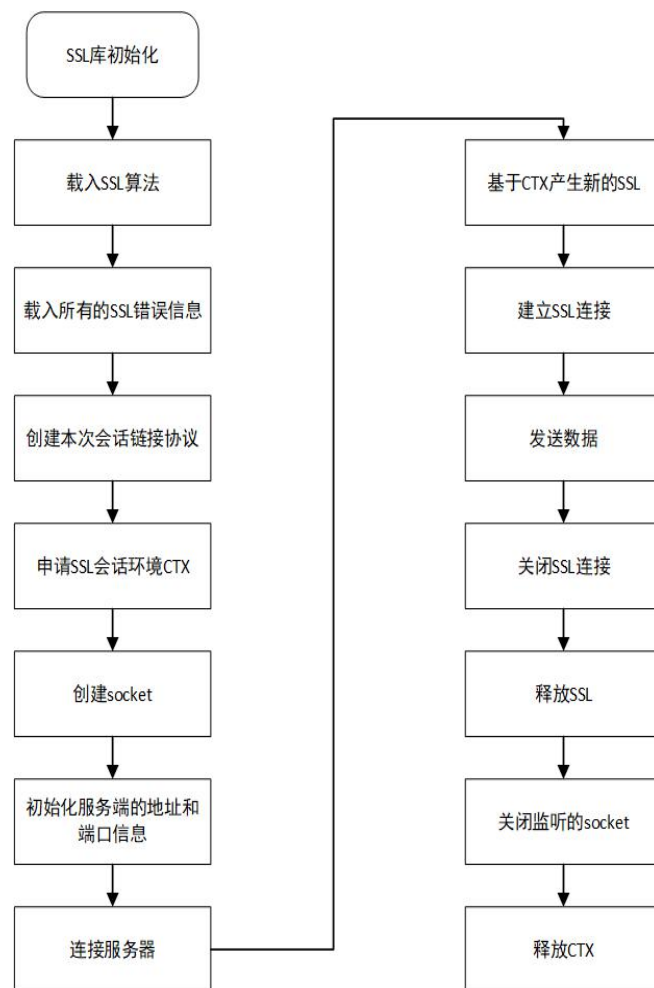 SSL库初始化
载入SSL算法
载入所有的SSL错误信息
创建本次会话链接协议
申请SSL会话环境CTX
创建socket
初始化服务端的地址和
端口信息
连接服务器
基于CTX产生新的SSL
建立SSL连接
发送数据
关闭SSL连接
释放SSL
关闭监听的socket
释放CTX